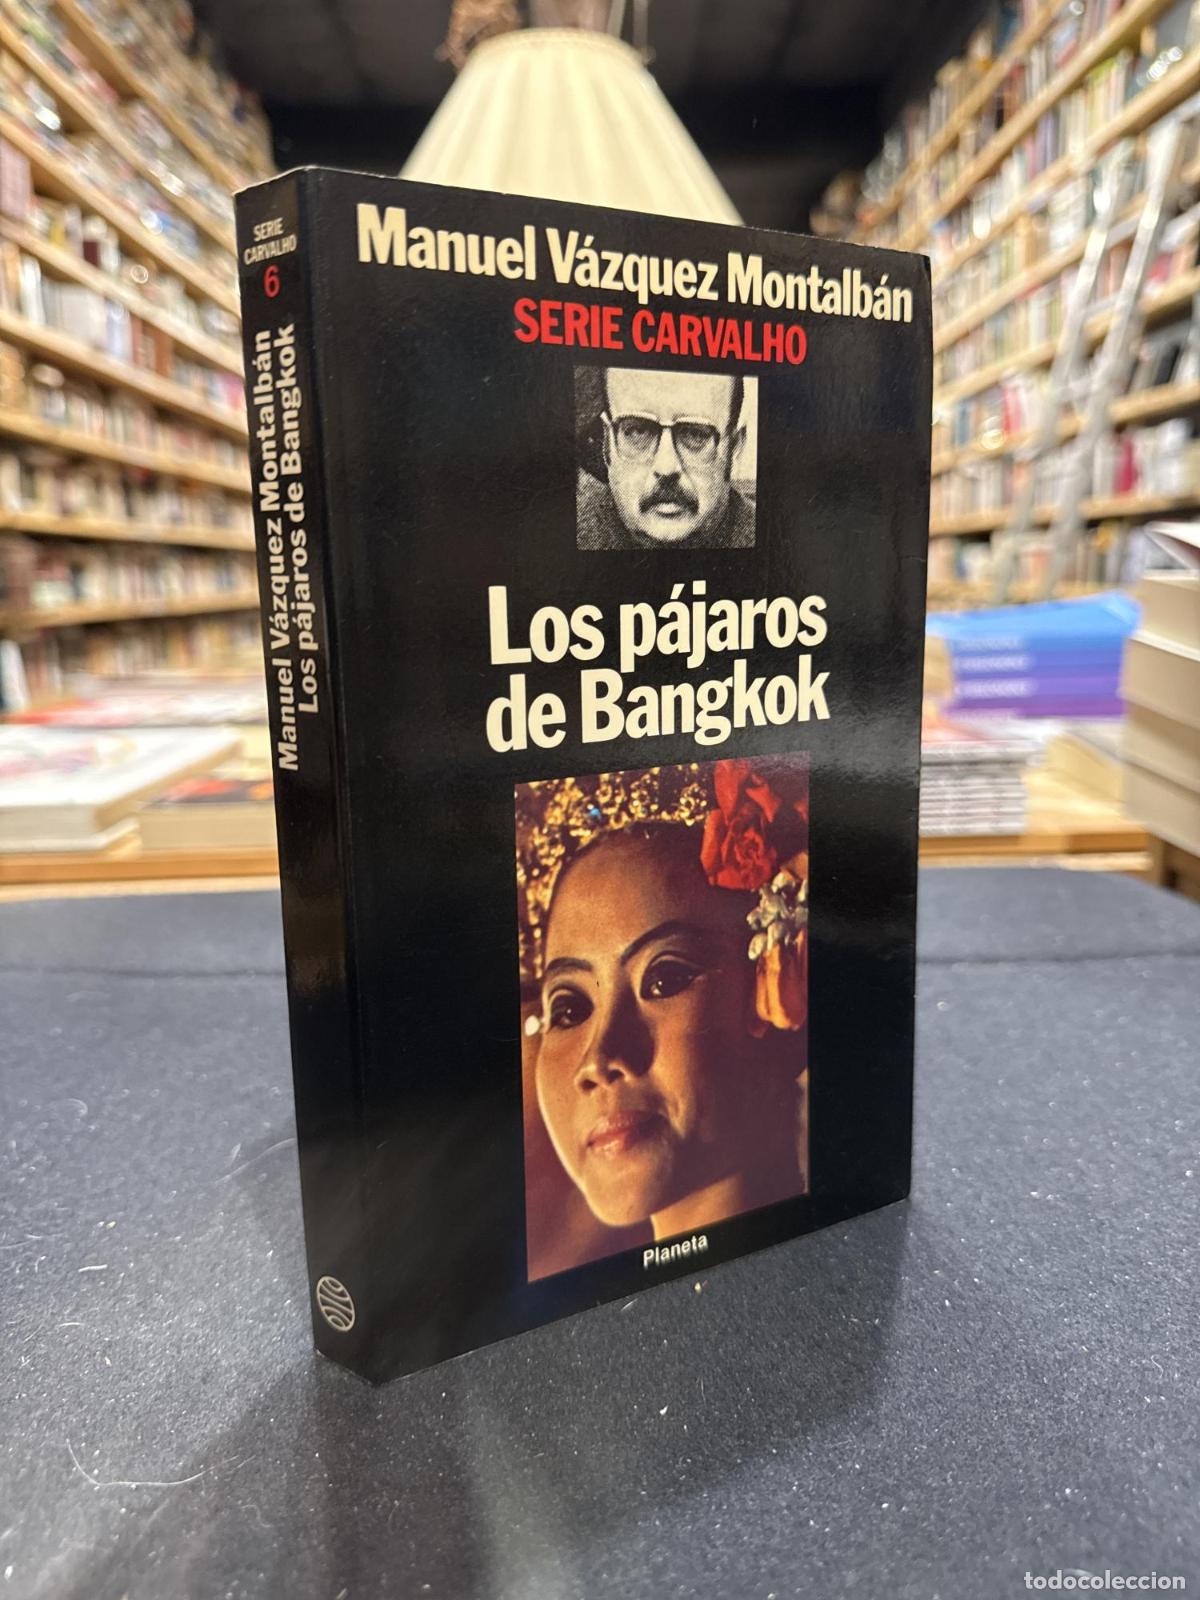 Manuel Vázquez Montalbán
SERIE CARVALHO
Los pájaros
de Bangkok
Planeta
SERIE
CARVALHO
6
Manuel Vázquez Montalbán
Los pájaros de Bangkok
todocoleccion